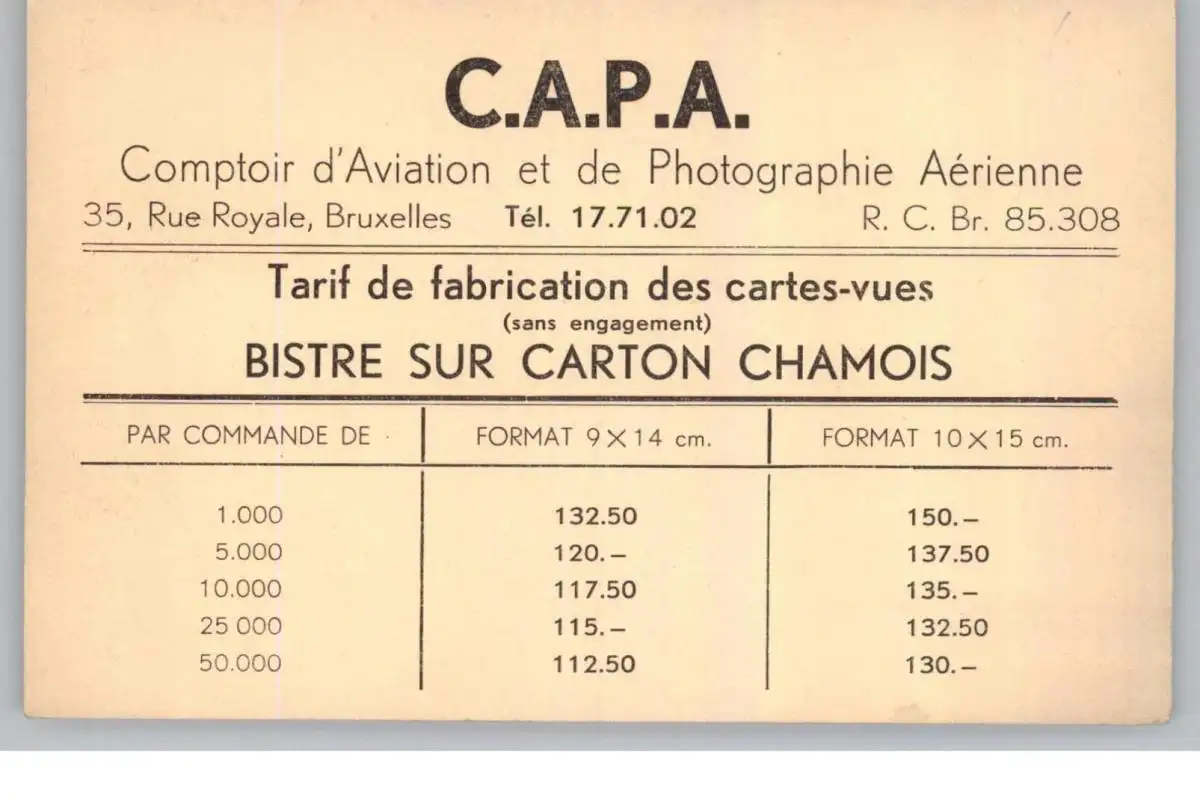 C.A.P.A.
Comptoir d'Aviation et de Photographie Aérienne
35, Rue Royale, Bruxelles Tél. 17.71.02 R. C. Br. 85.308
Tarif de fabrication des cartes-vues
(sans engagement)
BISTRE SUR CARTON CHAMOIS
PAR COMMANDE DE FORMAT 9 X 14 cm. FORMAT 10 X 15 cm.
1.000 132.50 150.–
5.000 120.– 137.50
10.000 117.50 135.–
25 000 115.– 132.50
50.000 112.50 130.–